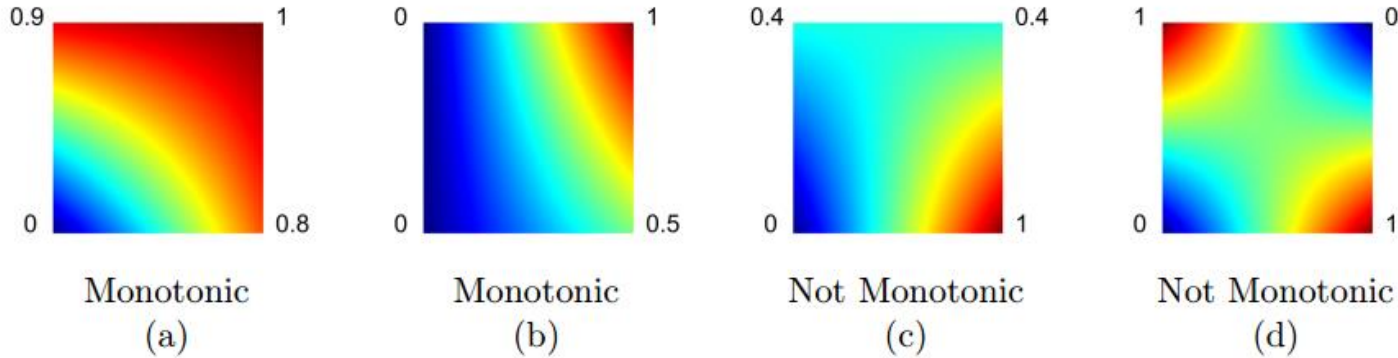 0.9 1 0 1 0.4 0.4 1 0
0 0.8 0 0.5 0 1 0 1
Monotonic Monotonic Not Monotonic Not Monotonic
(a) (b) (c) (d)